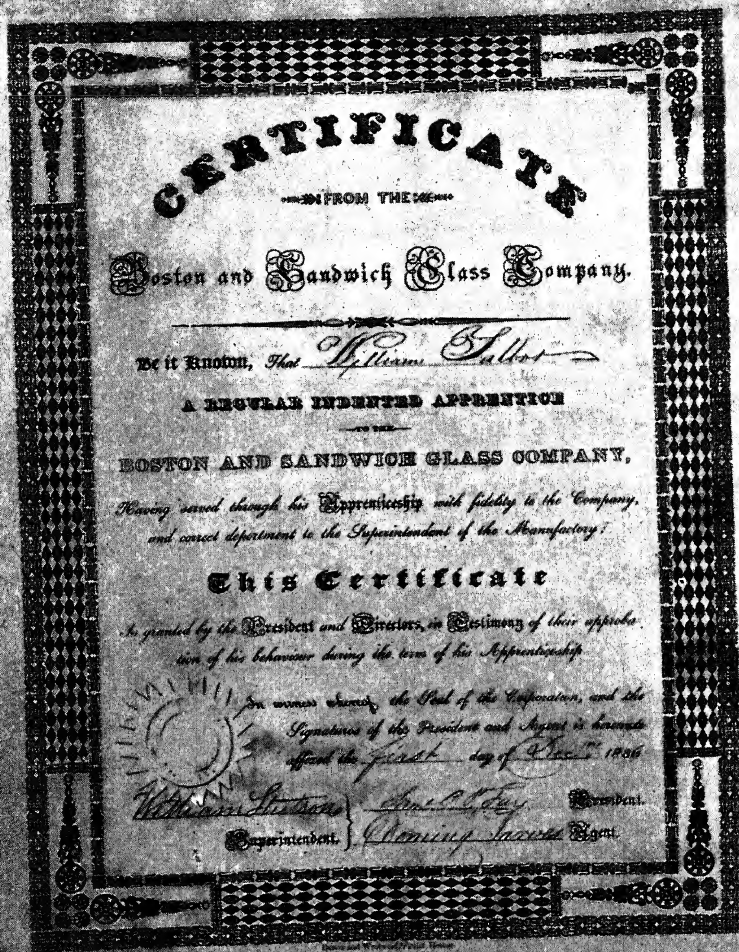 CERTIFICATE
FROM THE
Boston and Sandwich Glass Company.
Be it Known, That William Talbot
A REGULAR INDENTED APPRENTICE
TO THE
BOSTON AND SANDWICH GLASS COMPANY,
Having served through his Apprenticeship with fidelity to the Company,
and correct deportment to the Superintendent of the Manufactory;
This Certificate
Is granted by the President and Directors, in Testimony of their approba
tion of his behaviour during the term of his Apprenticeship
In witness whereof, the Seal of the Corporation, and the
Signatures of the President and Agent is hereunto
affixed the first day of Dec 1836
William Stutson
President.
Superintendent. Deming Jarves Agent.